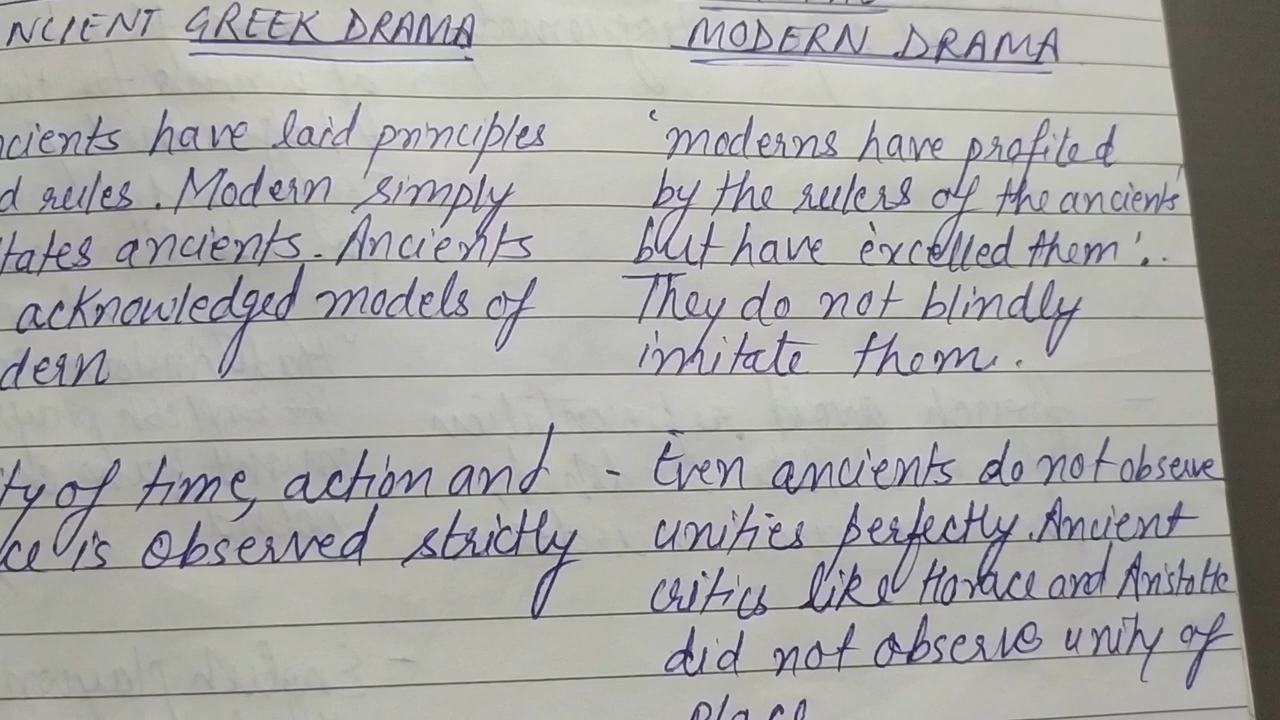 NCIENT GREEK DRAMA
cients have laid principles
d rules. Modern simply
tates ancients. Ancients
acknowledged models of
dern
ty of time, action and
ce is observed strictly
MODERN DRAMA
'moderns have profited
by the rulers of the ancients
but have excelled them'.
They do not blindly
imitate them.
- Even ancients do not observe
unities perfectly. Ancient
critics like Horace and Aristotle
did not observe unity of
place